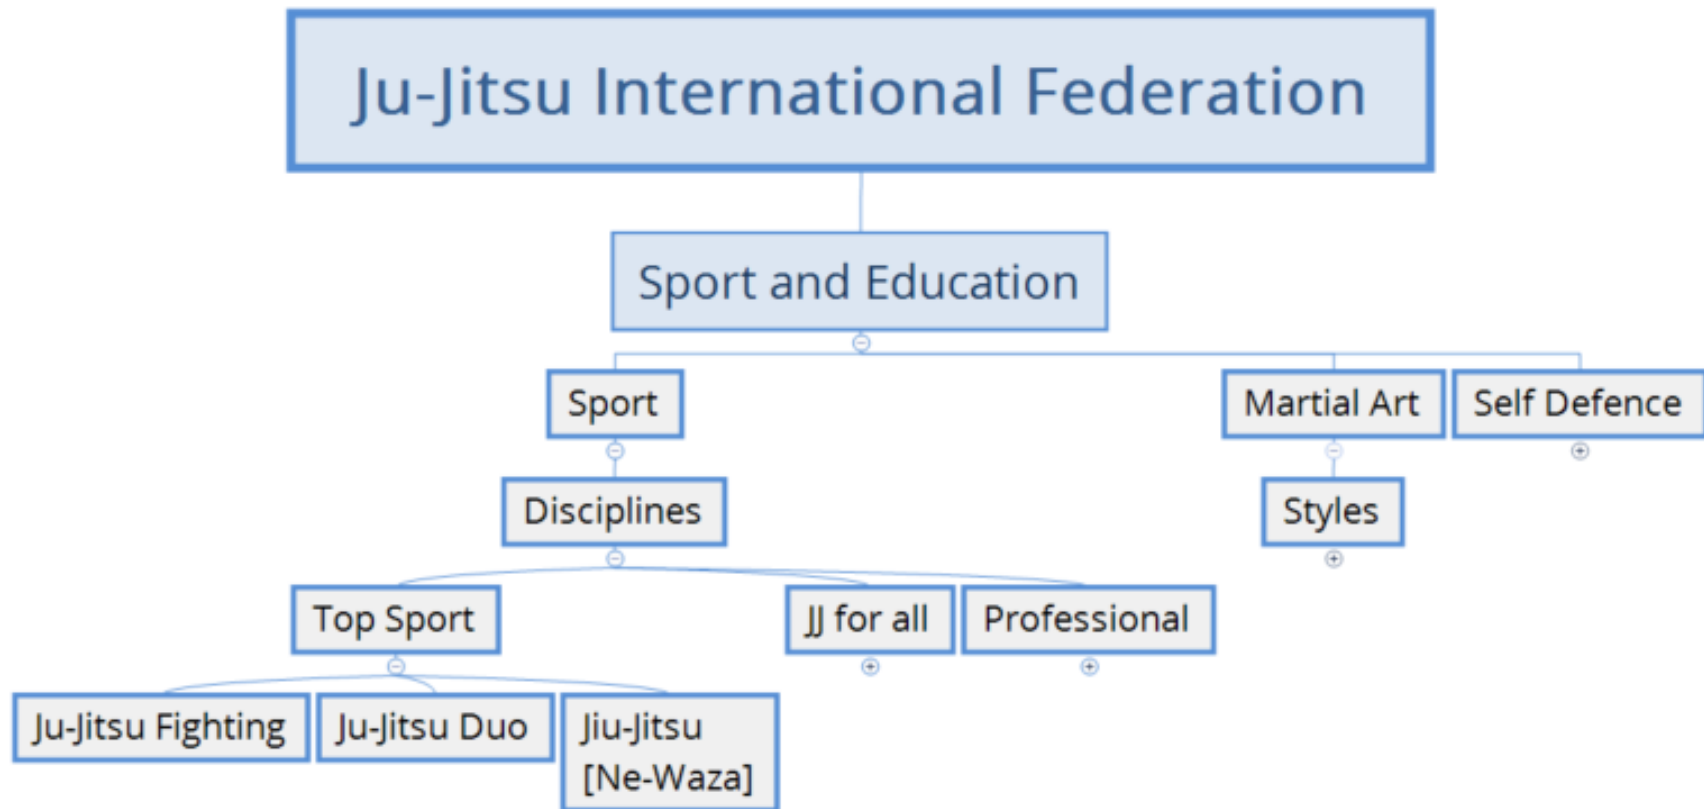 Ju-Jitsu International Federation
Sport and Education
Sport
Martial Art
Self Defence
Disciplines
Styles
Top Sport
JJ for all
Professional
Ju-Jitsu Fighting
Ju-Jitsu Duo
Jiu-Jitsu
[Ne-Waza]